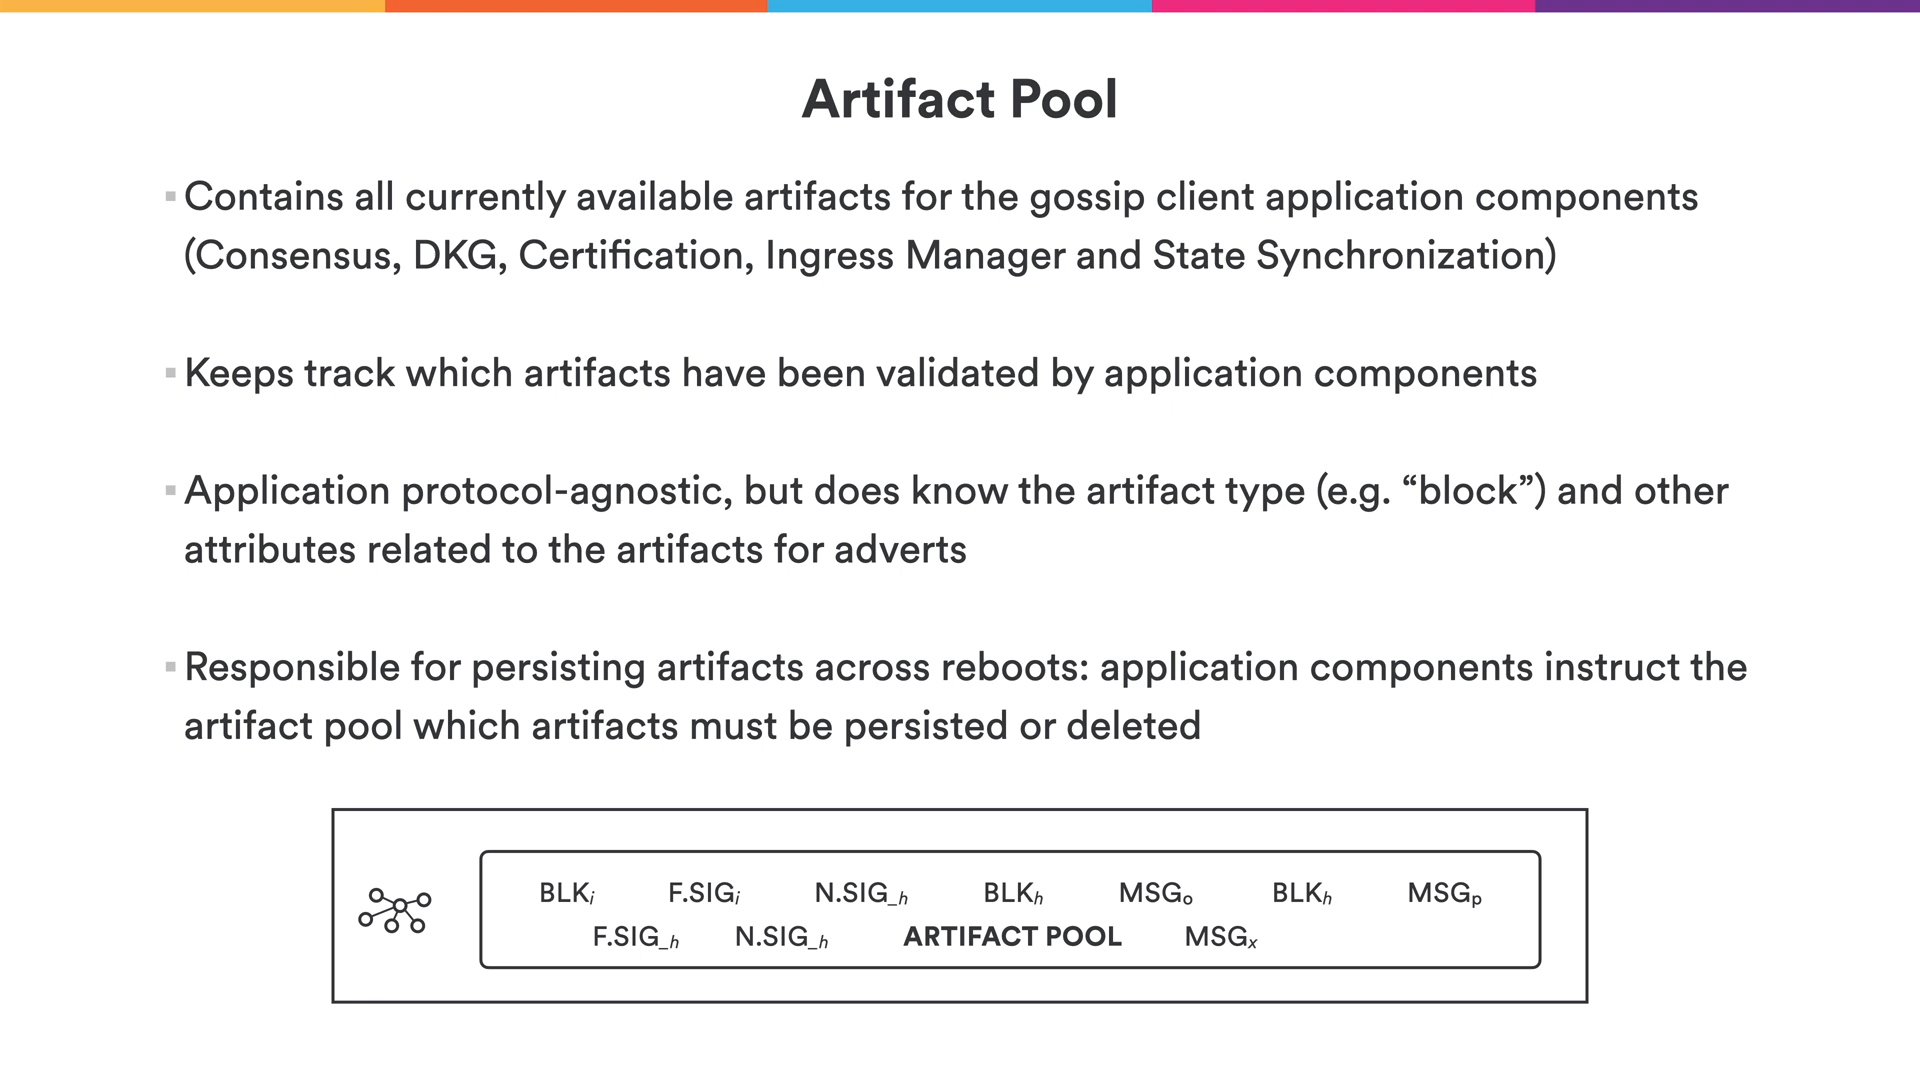 Artifact Pool
Contains all currently available artifacts for the gossip client application components
(Consensus, DKG, Certification, Ingress Manager and State Synchronization)
Keeps track which artifacts have been validated by application components
Application protocol-agnostic, but does know the artifact type (e.g. “block”) and other
attributes related to the artifacts for adverts
Responsible for persisting artifacts across reboots: application components instruct the
artifact pool which artifacts must be persisted or deleted
BLKi F.SIGi N.SIG_h BLKh MSGo BLKh MSGp
F.SIG_h N.SIG_h ARTIFACT POOL MSGx